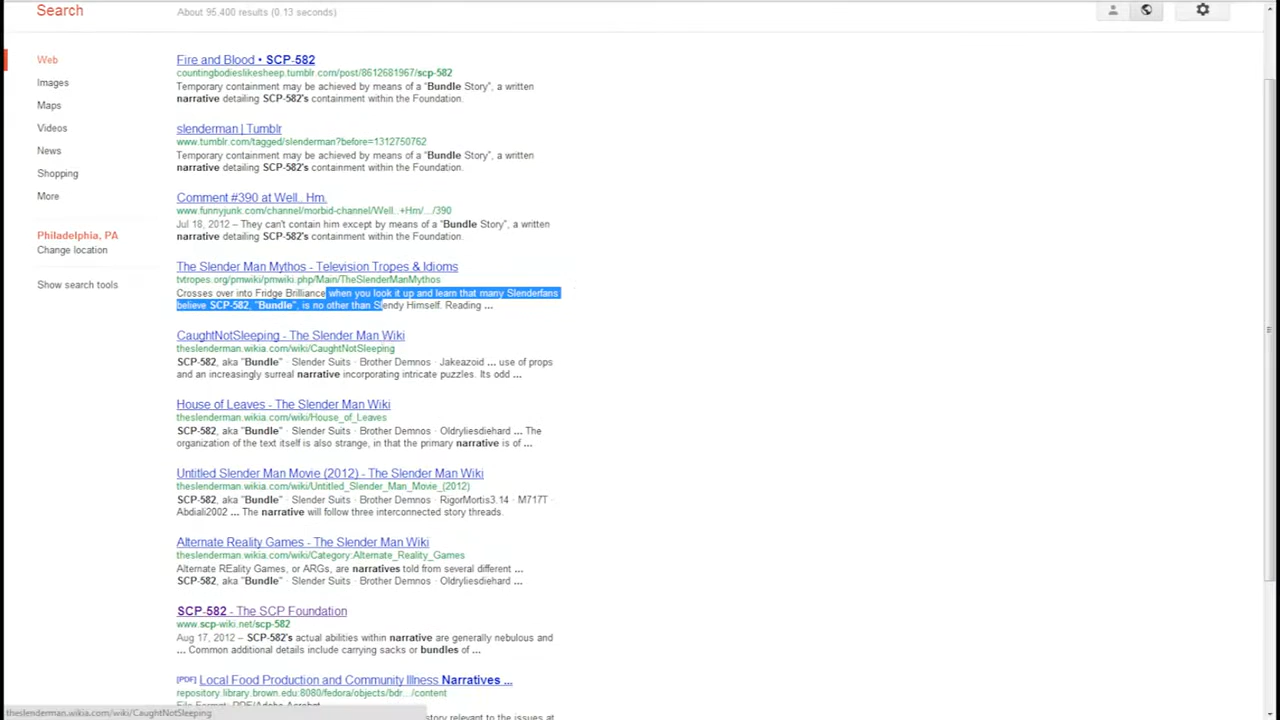 Search
About 95,400 results (0.13 seconds)
Web
Images
Maps
Videos
News
Shopping
More
Philadelphia, PA
Change location
Show search tools
Fire and Blood • SCP-582
countingbodieslikesheep.tumblr.com/post/8612681967/scp-582
Temporary containment may be achieved by means of a "Bundle Story", a written
narrative detailing SCP-582's containment within the Foundation.
slenderman | Tumblr
www.tumblr.com/tagged/slenderman?before=1312750762
Temporary containment may be achieved by means of a "Bundle Story", a written
narrative detailing SCP-582's containment within the Foundation.
Comment #390 at Well.. Hm.
www.funnyjunk.com/channel/morbid-channel/Well..+Hm/.../390
Jul 18, 2012 – They can't contain him except by means of a "Bundle Story", a written
narrative detailing SCP-582's containment within the Foundation.
The Slender Man Mythos - Television Tropes & Idioms
tvtropes.org/pmwiki/pmwiki.php/Main/TheSlenderManMythos
Crosses over into Fridge Brilliance when you look it up and learn that many Slenderfans
believe SCP-582, "Bundle", is no other than Slendy Himself. Reading ...
CaughtNotSleeping - The Slender Man Wiki
theslenderman.wikia.com/wiki/CaughtNotSleeping
SCP-582, aka "Bundle" · Slender Suits · Brother Demnos · Jakeazoid ... use of props
and an increasingly surreal narrative incorporating intricate puzzles. Its odd ...
House of Leaves - The Slender Man Wiki
theslenderman.wikia.com/wiki/House_of_Leaves
SCP-582, aka "Bundle" · Slender Suits · Brother Demnos · Oldryliesdiehard ... The
organization of the text itself is also strange, in that the primary narrative is of ...
Untitled Slender Man Movie (2012) - The Slender Man Wiki
theslenderman.wikia.com/wiki/Untitled_Slender_Man_Movie_(2012)
SCP-582, aka "Bundle" · Slender Suits · Brother Demnos · RigorMortis3.14 · M717T ·
Abdiali2002 ... The narrative will follow three interconnected story threads.
Alternate Reality Games - The Slender Man Wiki
theslenderman.wikia.com/wiki/Category:Alternate_Reality_Games
Alternate REality Games, or ARGs, are narratives told from several different ...
SCP-582, aka "Bundle" · Slender Suits · Brother Demnos · Oldryliesdiehard ...
SCP-582 - The SCP Foundation
www.scp-wiki.net/scp-582
Aug 17, 2012 – SCP-582's actual abilities within narrative are generally nebulous and
... Common additional details include carrying sacks or bundles of ...
[PDF] Local Food Production and Community Illness Narratives ...
repository.library.brown.edu:8080/fedora/objects/bdr.../content
File Format: PDF/Adobe Acrobat
story relevant to the issues at
theslenderman.wikia.com/wiki/CaughtNotSleeping